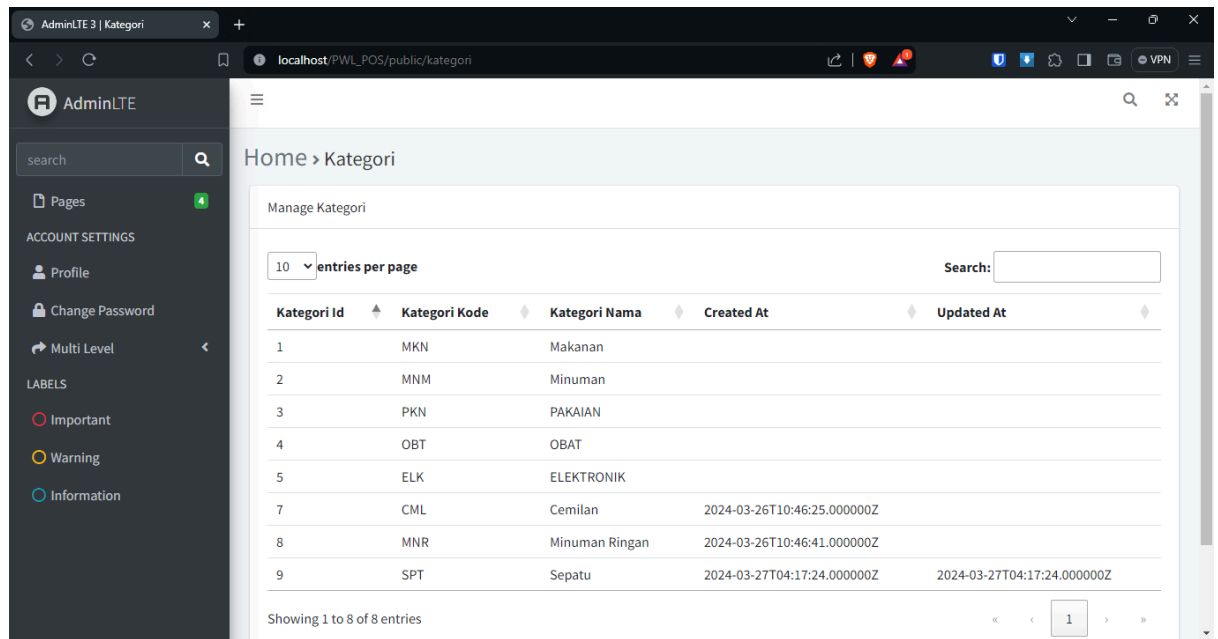 AdminLTE 3 | Kategori
localhost/PWL_POS/public/kategori
1
VPN
AdminLTE
search
Pages
4
ACCOUNT SETTINGS
Profile
Change Password
Multi Level
LABELS
Important
Warning
Information
Home › Kategori
Manage Kategori
10 entries per page
Search:
Kategori Id Kategori Kode Kategori Nama Created At Updated At
1 MKN Makanan
2 MNM Minuman
3 PKN PAKAIAN
4 OBT OBAT
5 ELK ELEKTRONIK
7 CML Cemilan 2024-03-26T10:46:25.000000Z
8 MNR Minuman Ringan 2024-03-26T10:46:41.000000Z
9 SPT Sepatu 2024-03-27T04:17:24.000000Z 2024-03-27T04:17:24.000000Z
Showing 1 to 8 of 8 entries
« ‹ 1 › »